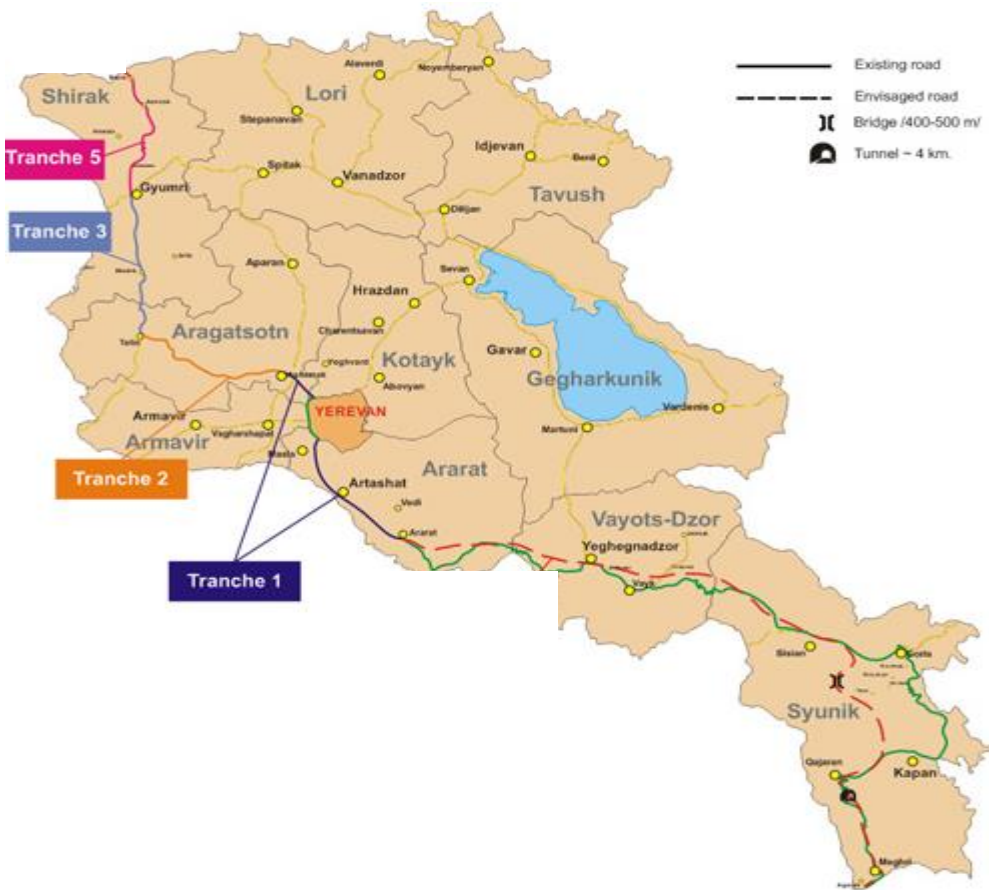 Existing road
Envisaged road
Bridge /400-500 m/
Tunnel ~ 4 km.
Noyemberyan
Alaverdi
Shirak
Lori
Stepanavan
Tranche 5
Idjevan
Berd
Spitak
Vanadzor
Gyumri
Tavush
Dilijan
Tranche 3
Aparan
Sevan
Hrazdan
Aragatsotn
Charentsavan
Talin
Yeghvard
Kotayk
Gavar
Gegharkunik
Abovyan
Vardenis
Armavir
YEREVAN
Martuni
Vagharshapat
Armavir
Masis
Ararat
Tranche 2
Artashat
Vedi
Vayots-Dzor
Ararat
Yeghegnadzor
Tranche 1
Vayk
Sisian
Goris
Syunik
Qajaran
Kapan
Meghri